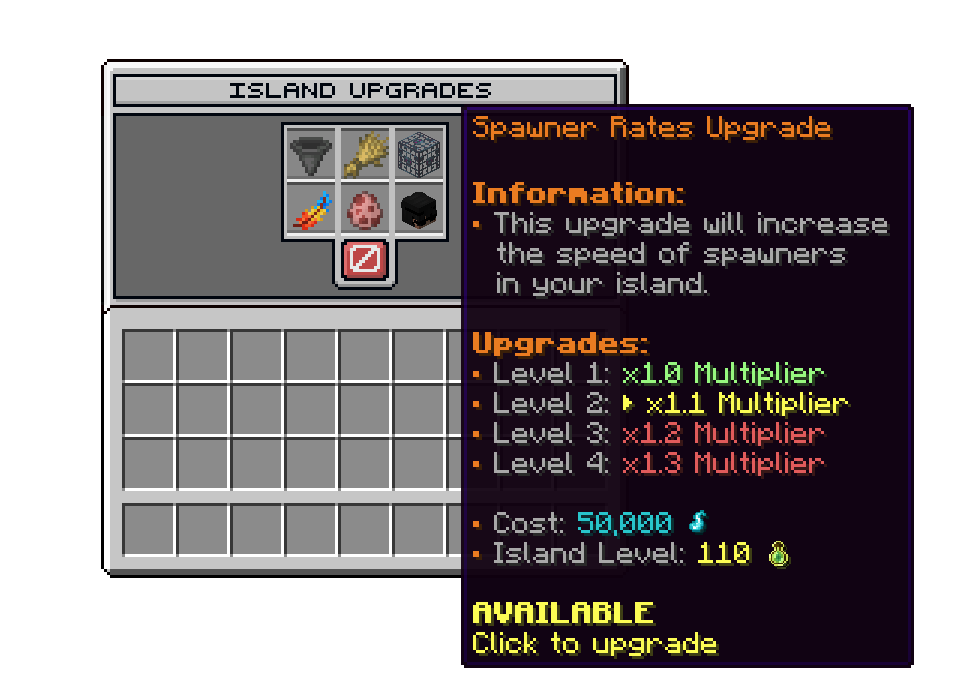 ISLAND UPGRADES
Spawner Rates Upgrade
Information:
• This upgrade will increase
the speed of spawners
in your island.
Upgrades:
• Level 1: x1.0 Multiplier
• Level 2: ▸ x1.1 Multiplier
• Level 3: x1.2 Multiplier
• Level 4: x1.3 Multiplier
• Cost: 50,000
• Island Level: 110
AVAILABLE
Click to upgrade